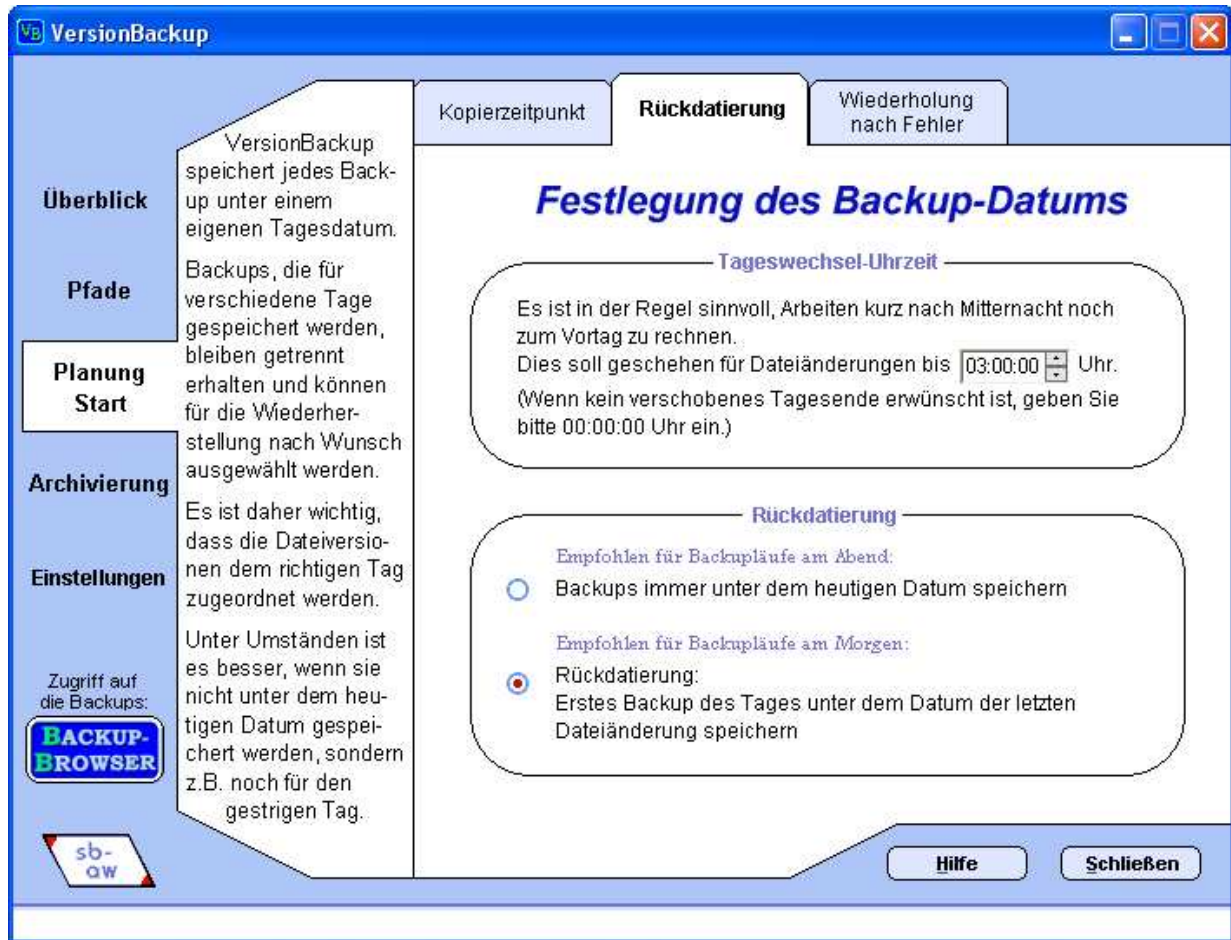 VB VersionBackup
Kopierzeitpunkt
Rückdatierung
Wiederholung
nach Fehler
Überblick
Pfade
Planung
Start
Archivierung
Einstellungen
Zugriff auf
die Backups:
BACKUP-
BROWSER
sb-
aw
VersionBackup
speichert jedes Back-
up unter einem
eigenen Tagesdatum.
Backups, die für
verschiedene Tage
gespeichert werden,
bleiben getrennt
erhalten und können
für die Wiederher-
stellung nach Wunsch
ausgewählt werden.
Es ist daher wichtig,
dass die Dateiversio-
nen dem richtigen Tag
zugeordnet werden.
Unter Umständen ist
es besser, wenn sie
nicht unter dem heu-
tigen Datum gespei-
chert werden, sondern
z.B. noch für den
gestrigen Tag.
Festlegung des Backup-Datums
Tageswechsel-Uhrzeit
Es ist in der Regel sinnvoll, Arbeiten kurz nach Mitternacht noch
zum Vortag zu rechnen.
Dies soll geschehen für Dateiänderungen bis 03:00:00 Uhr.
(Wenn kein verschobenes Tagesende erwünscht ist, geben Sie
bitte 00:00:00 Uhr ein.)
Rückdatierung
Empfohlen für Backupläufe am Abend:
Backups immer unter dem heutigen Datum speichern
Empfohlen für Backupläufe am Morgen:
Rückdatierung:
Erstes Backup des Tages unter dem Datum der letzten
Dateiänderung speichern
Hilfe
Schließen